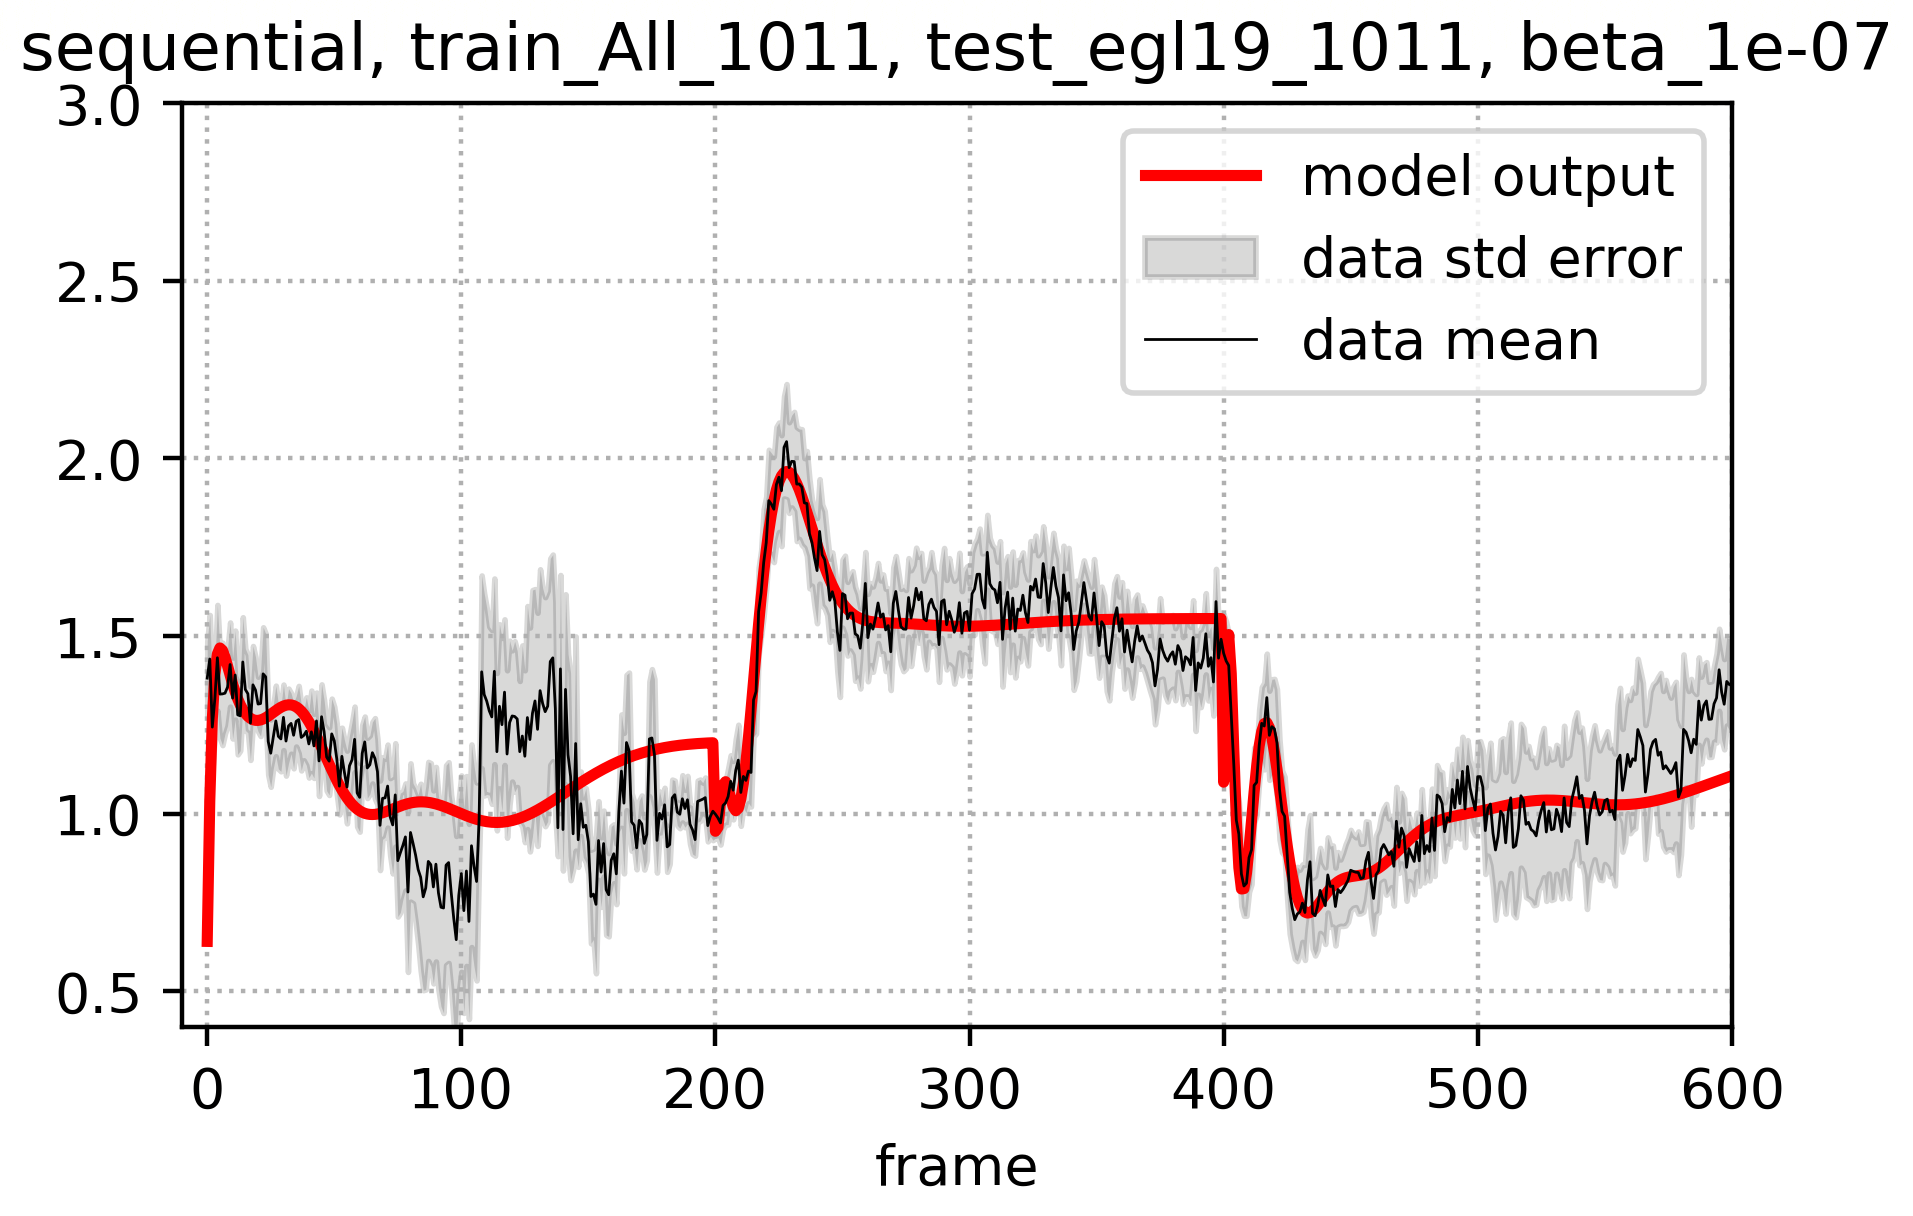 sequential, train_All_1011, test_egl19_1011, beta_1e-07
3.0
2.5
2.0
1.5
1.0
0.5
model output
data std error
data mean
0 100 200 300 400 500 600
frame